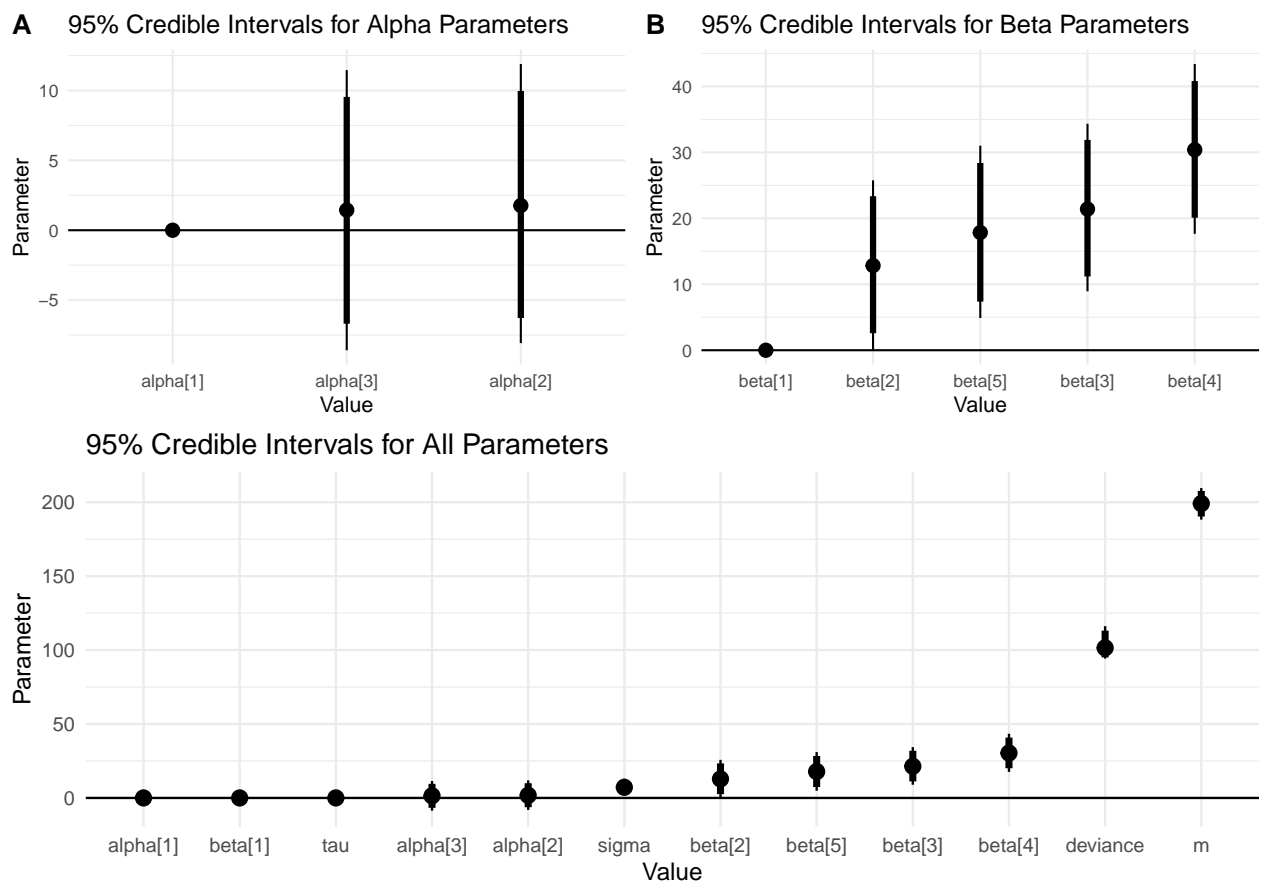 A 95% Credible Intervals for Alpha Parameters
Parameter
10
5
0
−5
alpha[1] alpha[3] alpha[2]
Value
B 95% Credible Intervals for Beta Parameters
Parameter
40
30
20
10
0
beta[1] beta[2] beta[5] beta[3] beta[4]
Value
95% Credible Intervals for All Parameters
Parameter
200
150
100
50
0
alpha[1] beta[1] tau alpha[3] alpha[2] sigma beta[2] beta[5] beta[3] beta[4] deviance m
Value